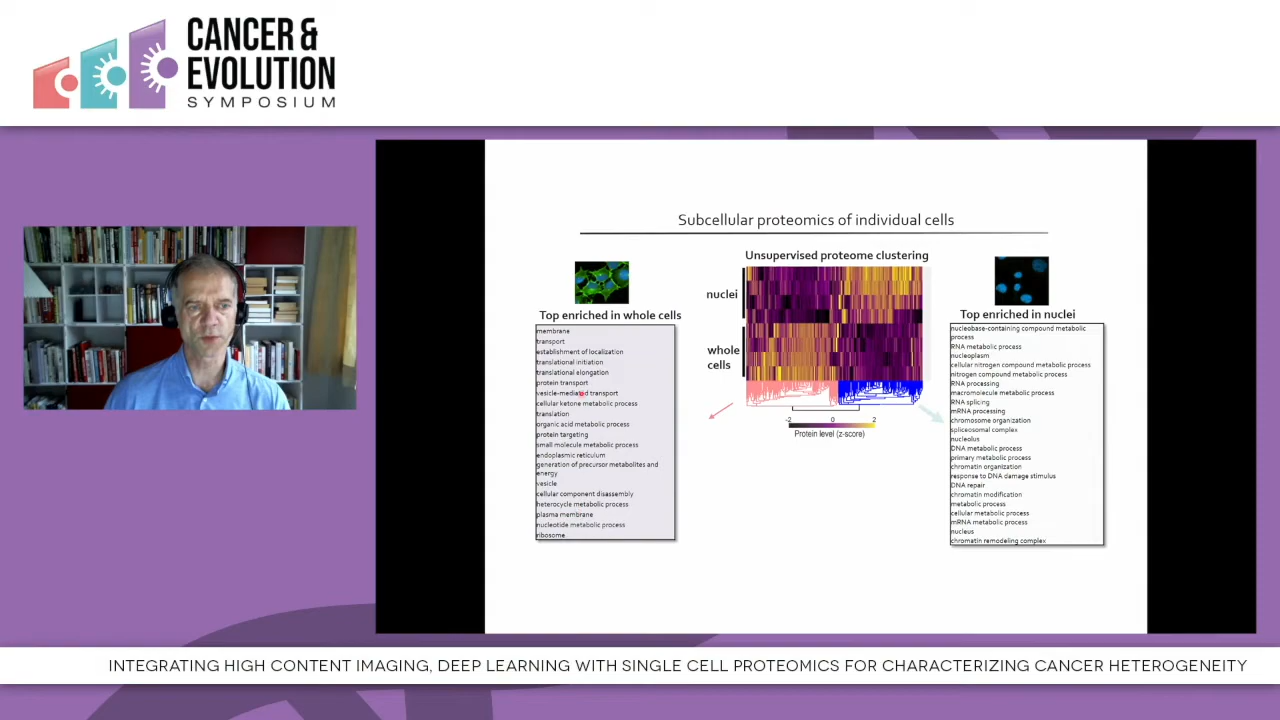 CANCER &
EVOLUTION
SYMPOSIUM
Subcellular proteomics of individual cells
Unsupervised proteome clustering
nuclei
whole
cells
-2 0 2
Protein level (z-score)
Top enriched in whole cells
membrane
transport
establishment of localization
translational initiation
translational elongation
protein transport
vesicle-mediated transport
cellular ketone metabolic process
translation
organic acid metabolic process
protein targeting
small molecule metabolic process
endoplasmic reticulum
generation of precursor metabolites and
energy
vesicle
cellular component disassembly
heterocycle metabolic process
plasma membrane
nucleotide metabolic process
ribosome
Top enriched in nuclei
nucleobase-containing compound metabolic
process
RNA metabolic process
nucleoplasm
cellular nitrogen compound metabolic process
nitrogen compound metabolic process
RNA processing
macromolecule metabolic process
RNA splicing
mRNA processing
chromosome organization
spliceosomal complex
nucleolus
DNA metabolic process
primary metabolic process
chromatin organization
response to DNA damage stimulus
DNA repair
chromatin modification
metabolic process
cellular metabolic process
mRNA metabolic process
nucleus
chromatin remodeling complex
INTEGRATING HIGH CONTENT IMAGING, DEEP LEARNING WITH SINGLE CELL PROTEOMICS FOR CHARACTERIZING CANCER HETEROGENEITY